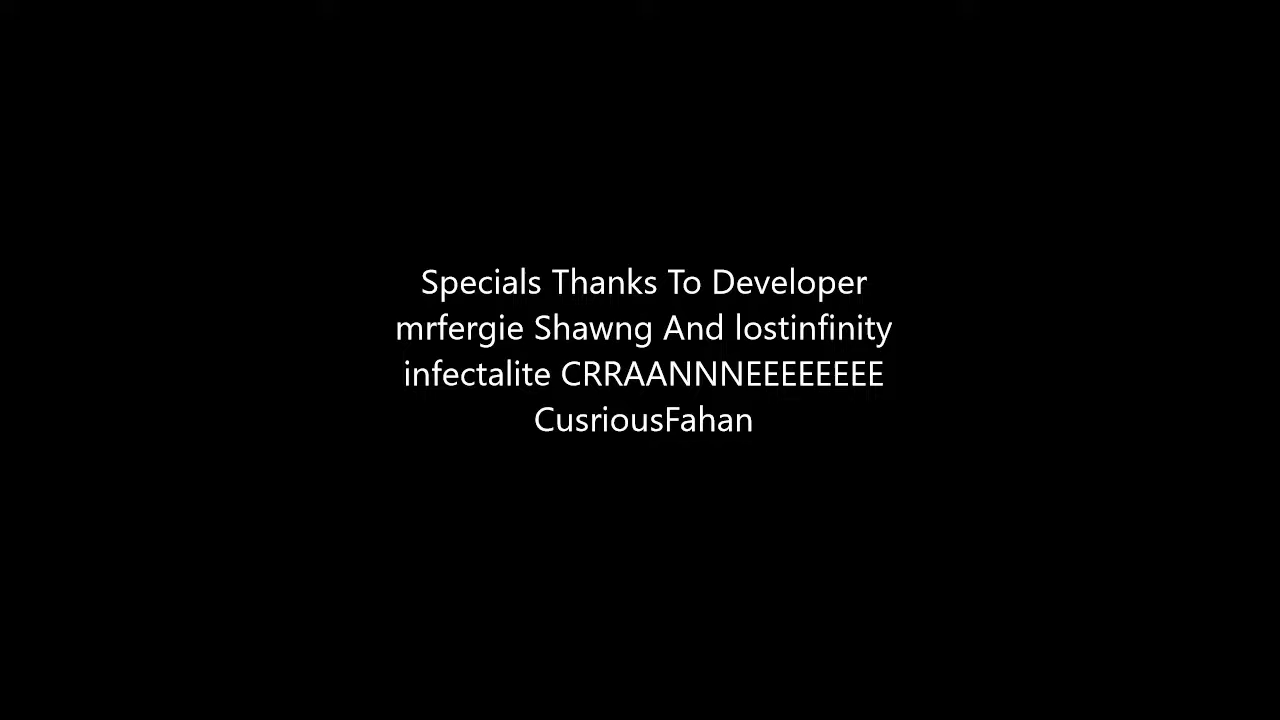 Specials Thanks To Developer
mrfergie Shawng And lostinfinity
infectalite CRRAANNNEEEEEEEE
CusriousFahan